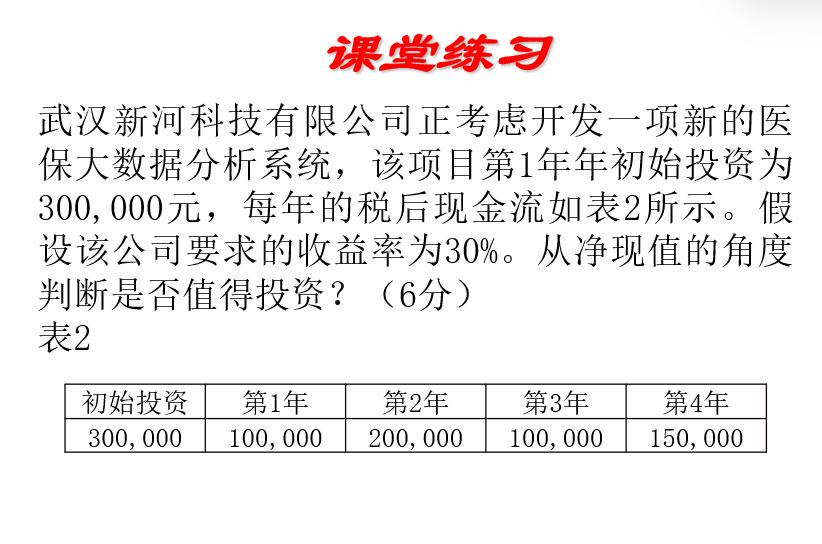 课堂练习
武汉新河科技有限公司正考虑开发一项新的医
保大数据分析系统，该项目第1年年初始投资为
300,000元，每年的税后现金流如表2所示。假
设该公司要求的收益率为30%。从净现值的角度
判断是否值得投资？（6分）
表2
初始投资 第1年 第2年 第3年 第4年
300,000 100,000 200,000 100,000 150,000